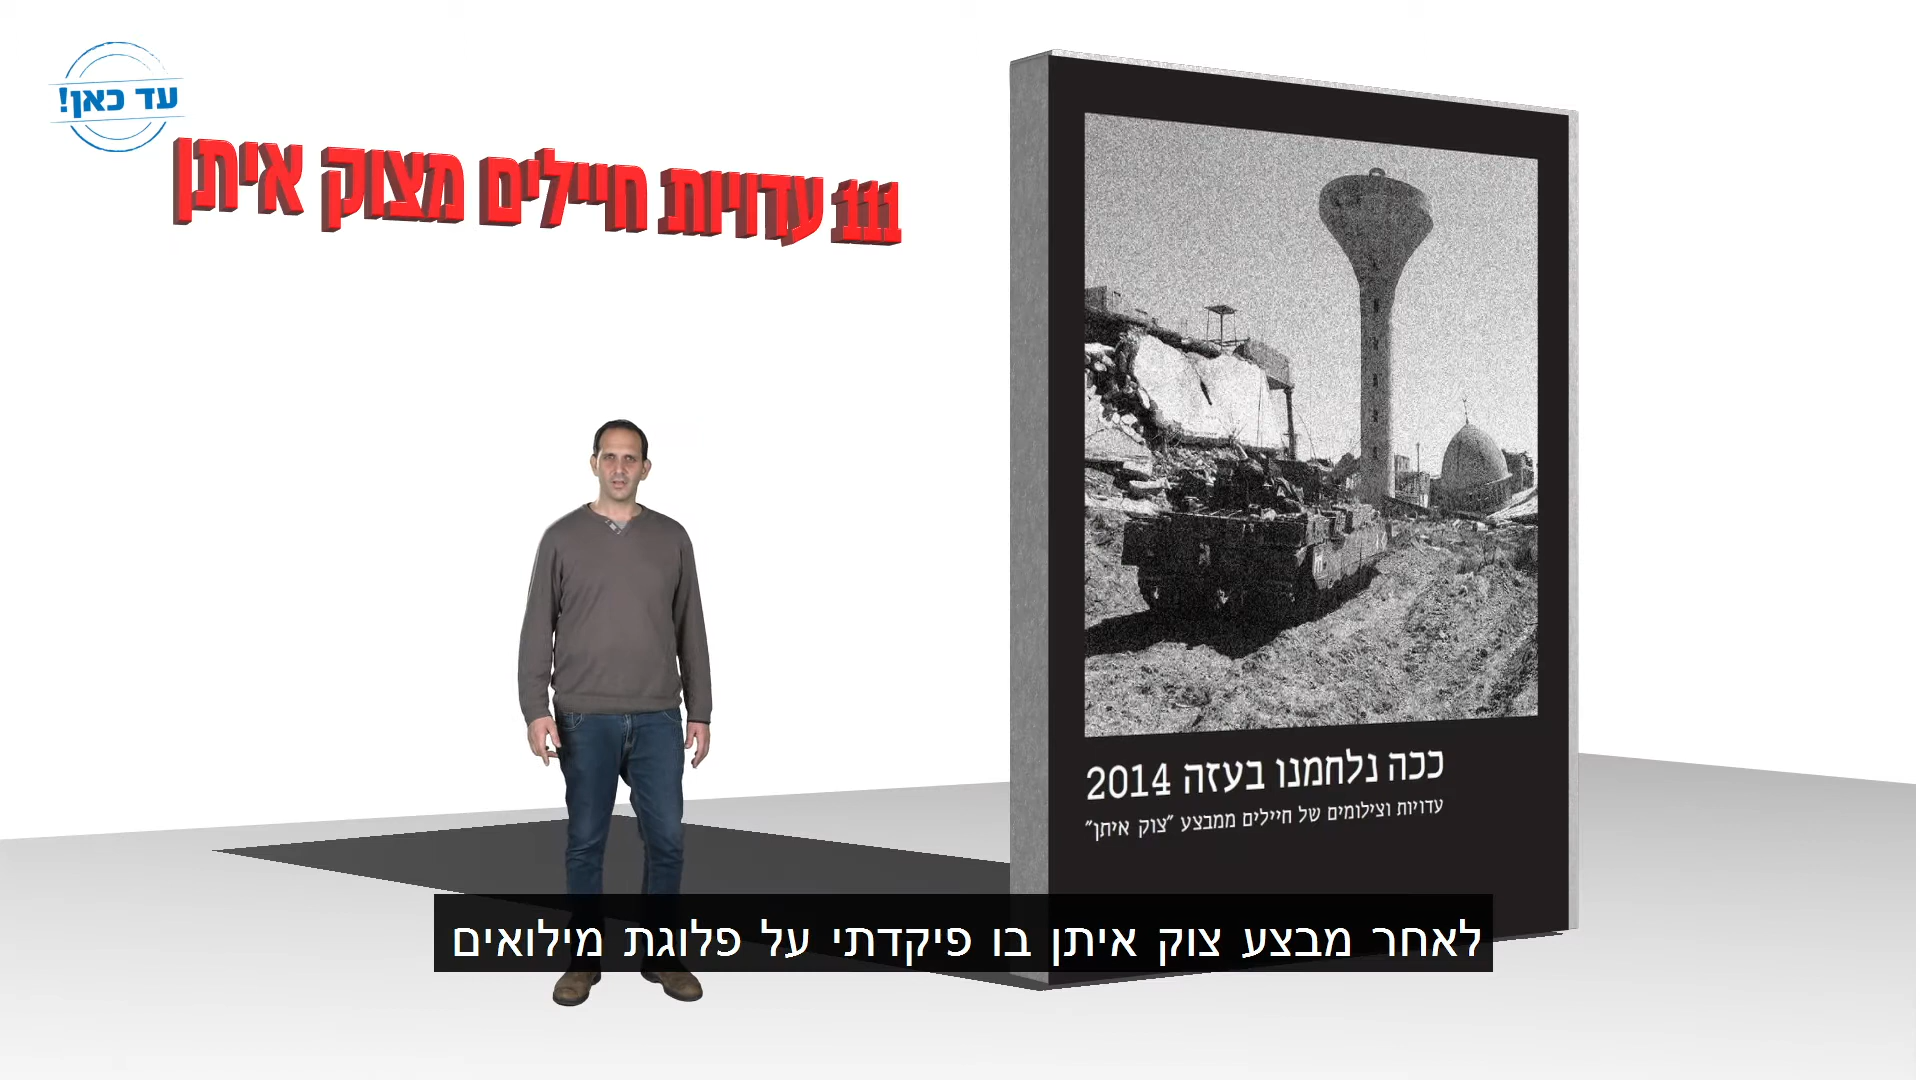 עד כאן!
111 עדויות חיילים מצוק איתן
ככה נלחמנו בעזה 2014
עדויות וצילומים של חיילים ממבצע "צוק איתן"
לאחר מבצע צוק איתן בו פיקדתי על פלוגת מילואים